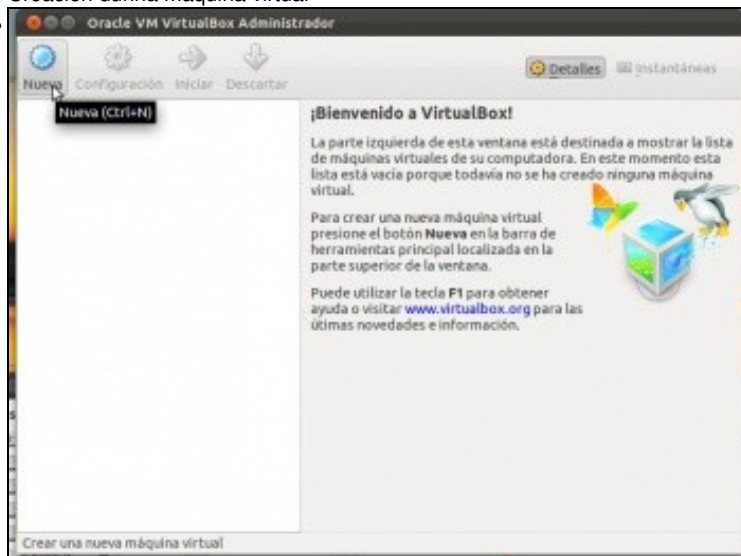 Creación dunha máquina virtual
Oracle VM VirtualBox Administrador
Nueva Configuración Iniciar Descartar
Detalles Instantáneas
Nueva (Ctrl+N)
¡Bienvenido a VirtualBox!
La parte izquierda de esta ventana está destinada a mostrar la lista
de máquinas virtuales de su computadora. En este momento esta
lista está vacía porque todavía no se ha creado ninguna máquina
virtual.
Para crear una nueva máquina virtual
presione el botón Nueva en la barra de
herramientas principal localizada en la
parte superior de la ventana.
Puede utilizar la tecla F1 para obtener
ayuda o visitar www.virtualbox.org para las
útimas novedades e información.
Crear una nueva máquina virtual